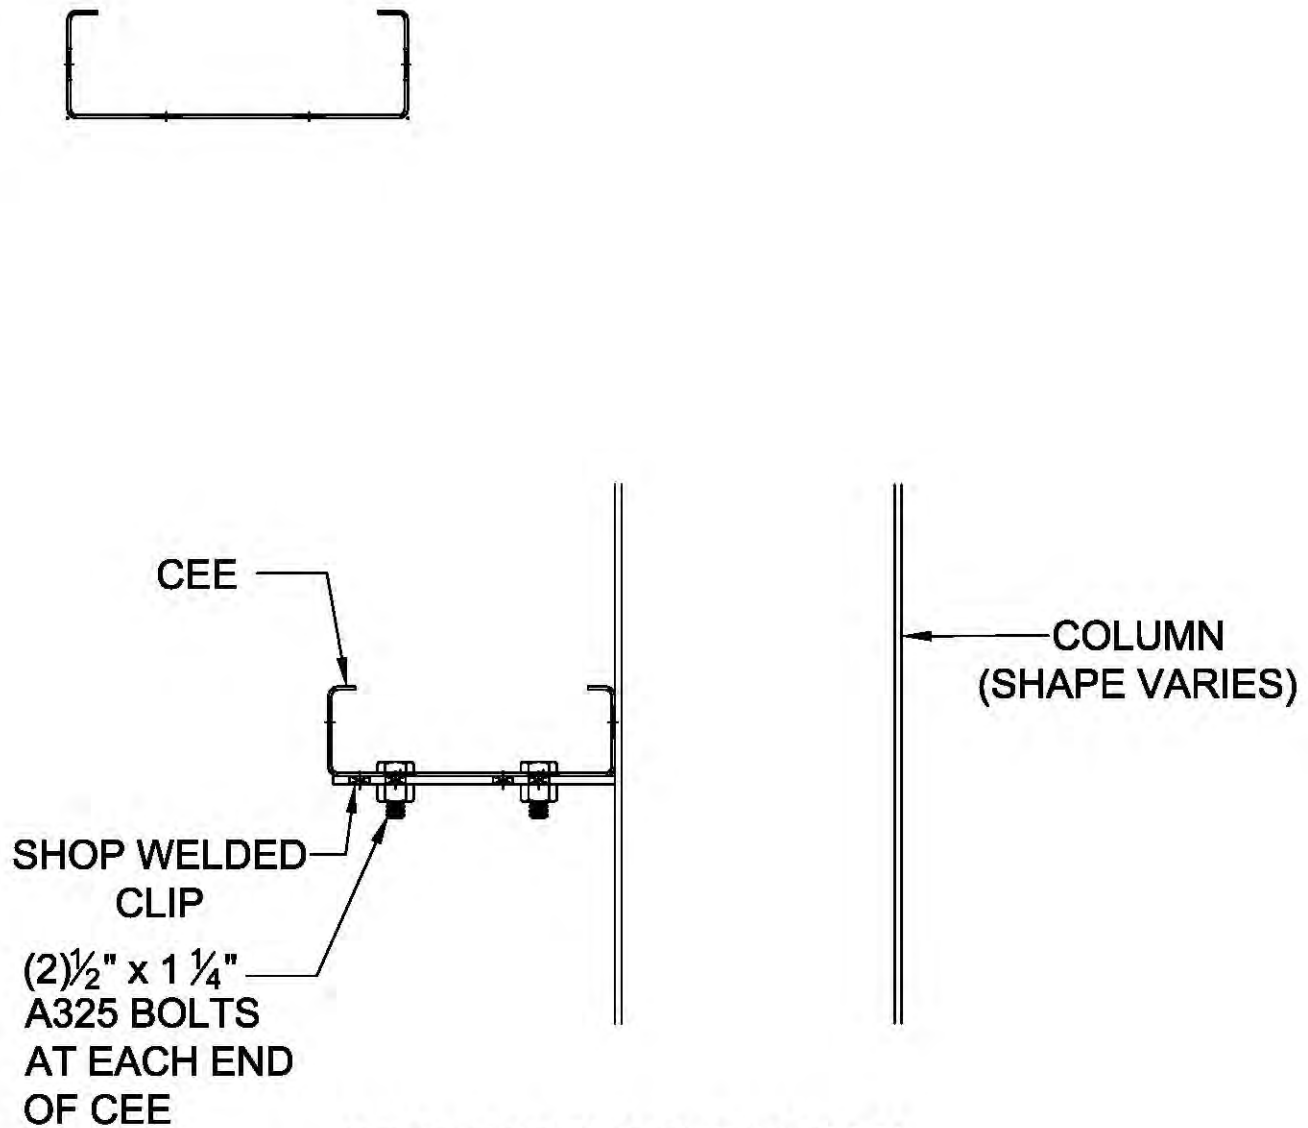 CEE
COLUMN
(SHAPE VARIES)
SHOP WELDED
CLIP
(2)½" x 1 ¼"
A325 BOLTS
AT EACH END
OF CEE